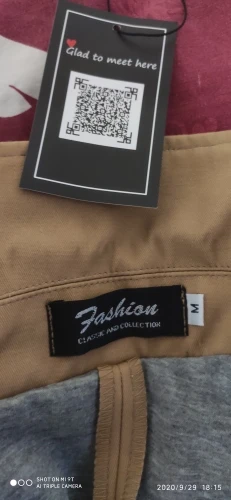 Glad to meet here
Fashion
CLASSIC AND COLLECTION
M
SHOT ON MI 9T
AI TRIPLE CAMERA
2020/9/29 18:15